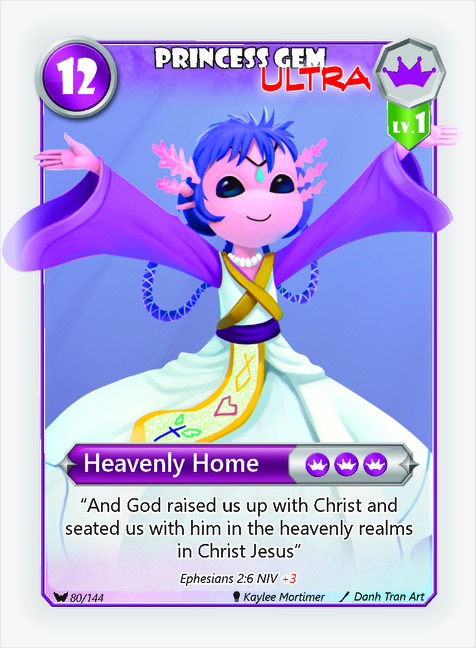 12
PRINCESS GEM
ULTRA
LV.1
Heavenly Home
“And God raised us up with Christ and
seated us with him in the heavenly realms
in Christ Jesus“
Ephesians 2:6 NIV +3
80/144
Kaylee Mortimer
Danh Tran Art